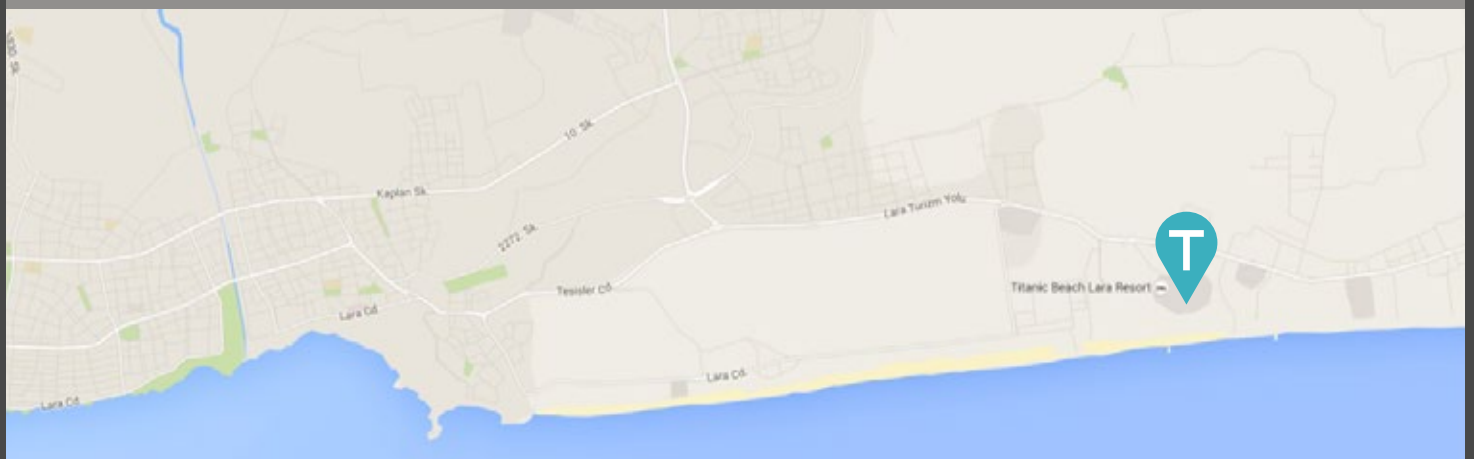 10. Sk.
Kaplan Sk.
Lara Turizm Yolu
2272. Sk.
T
Titanic Beach Lara Resort
Tesisler Cd.
Lara Cd.
Lara Cd.
Lara Cd.